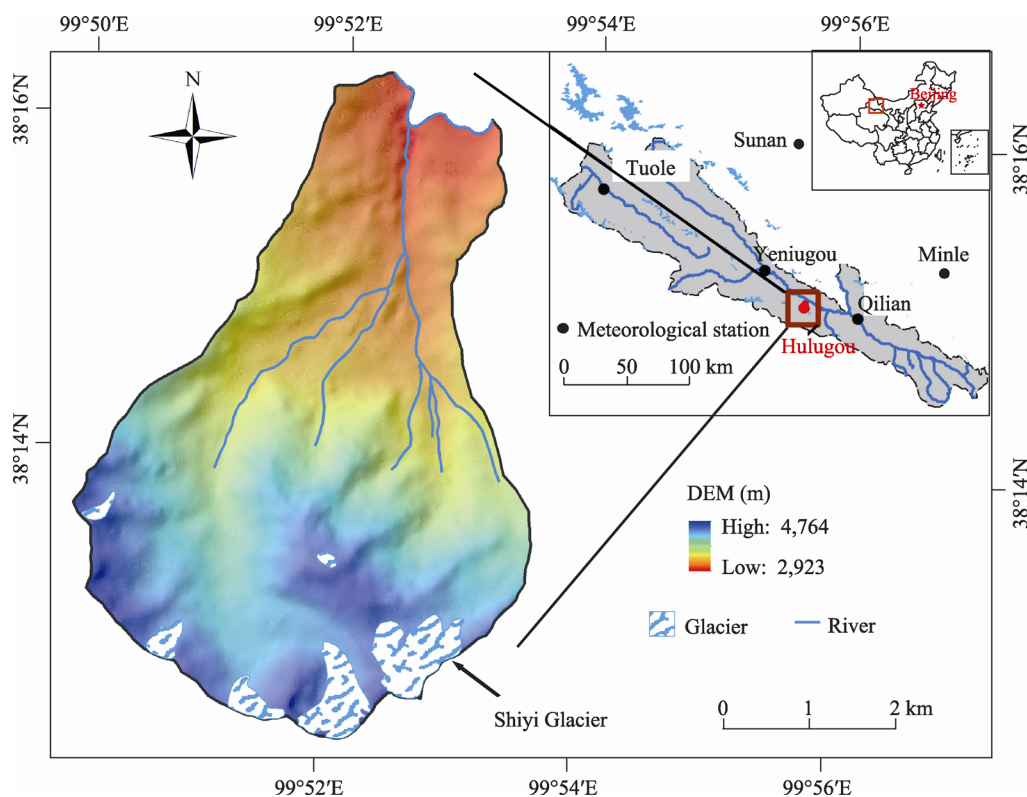 99°50′E 99°52′E 99°54′E 99°56′E
38°16′N
N
Beijing
Sunan
38°16′N
Tuole
Yeniugou
Minle
Qilian
Meteorological station
Hulugou
0 50 100 km
38°14′N
38°14′N
DEM (m)
High: 4,764
Low: 2,923
Glacier
River
Shiyi Glacier
0 1 2 km
99°52′E 99°54′E 99°56′E